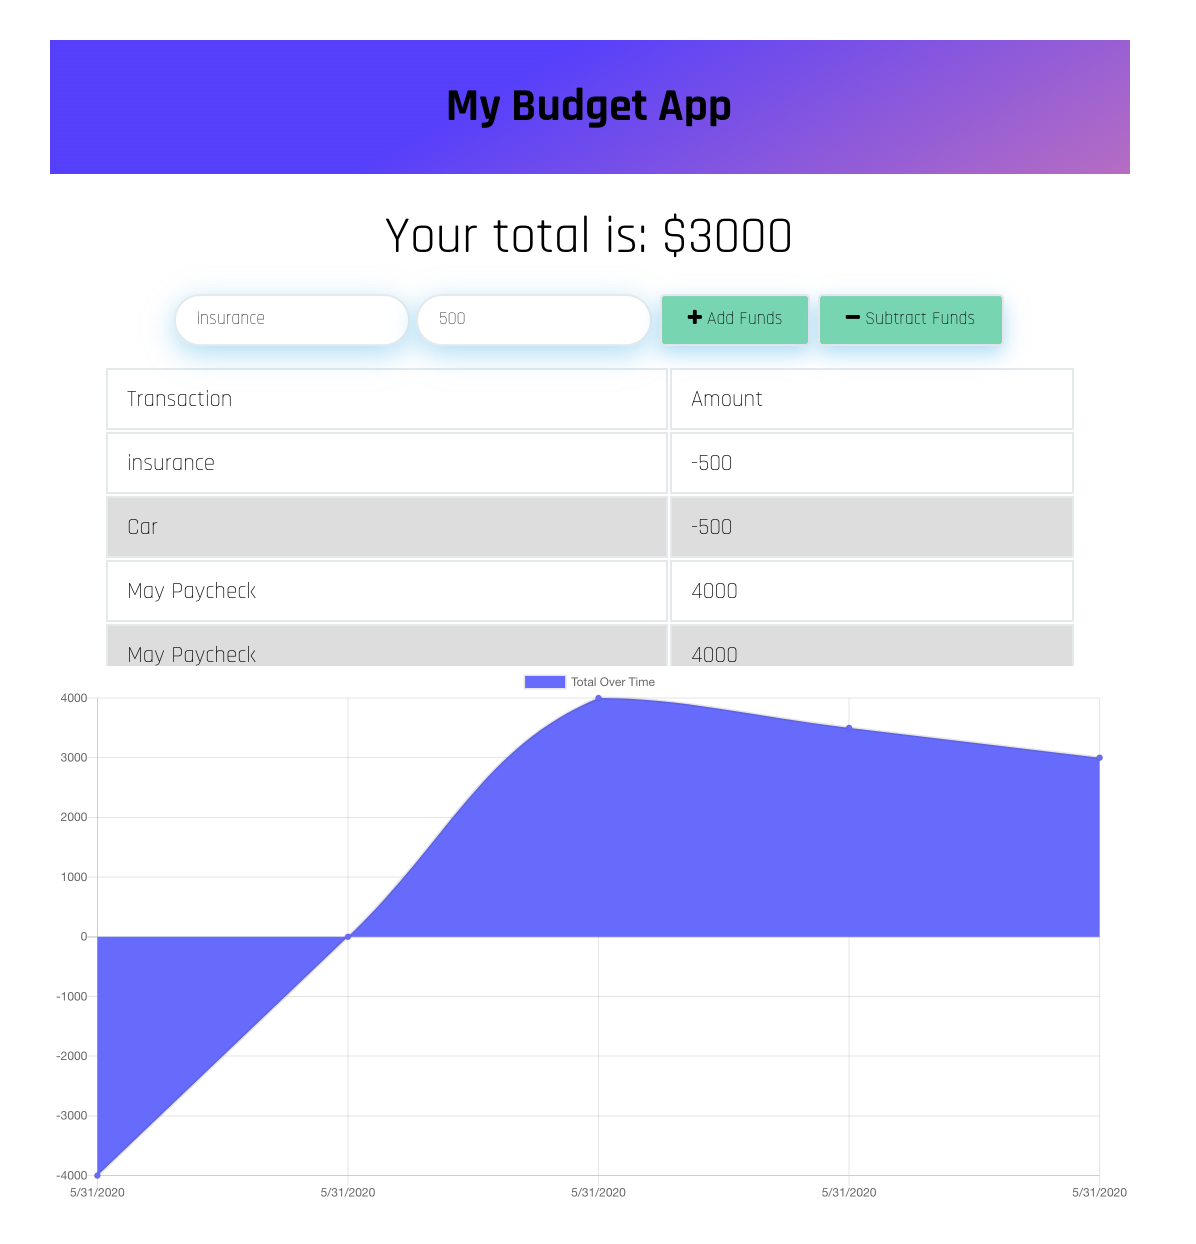 My Budget App
Your total is: $3000
insurance 500 Add Funds Subtract Funds
Transaction Amount
insurance -500
Car -500
May Paycheck 4000
May Paycheck 4000
Total Over Time
4000
3000
2000
1000
0
-1000
-2000
-3000
-4000
5/31/2020 5/31/2020 5/31/2020 5/31/2020 5/31/2020